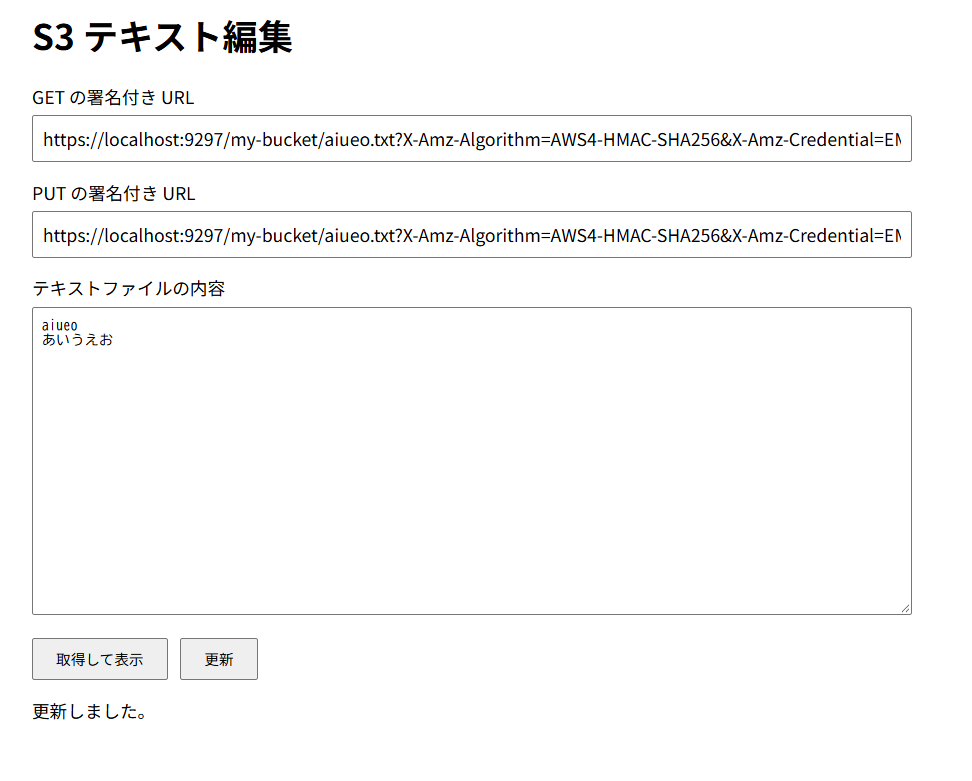 S3 テキスト編集
GET の署名付き URL
https://localhost:9297/my-bucket/aiueo.txt?X-Amz-Algorithm=AWS4-HMAC-SHA256&X-Amz-Credential=EM
PUT の署名付き URL
https://localhost:9297/my-bucket/aiueo.txt?X-Amz-Algorithm=AWS4-HMAC-SHA256&X-Amz-Credential=EM
テキストファイルの内容
aiueo
あいうえお
取得して表示 更新
更新しました。